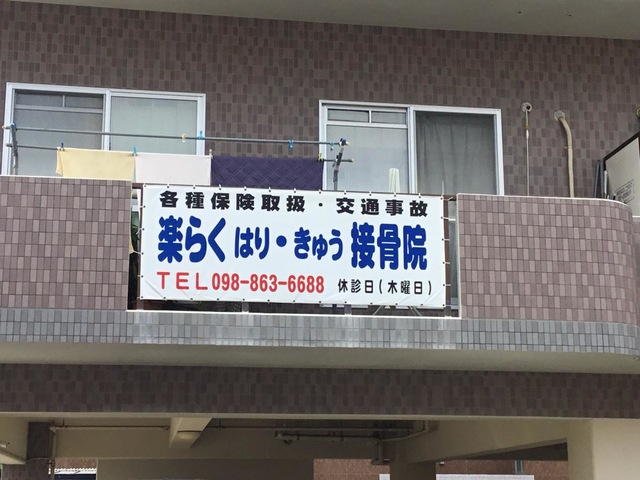 各種保険取扱・交通事故
楽らくはり・きゅう接骨院
TEL098-863-6688 休診日(木曜日)